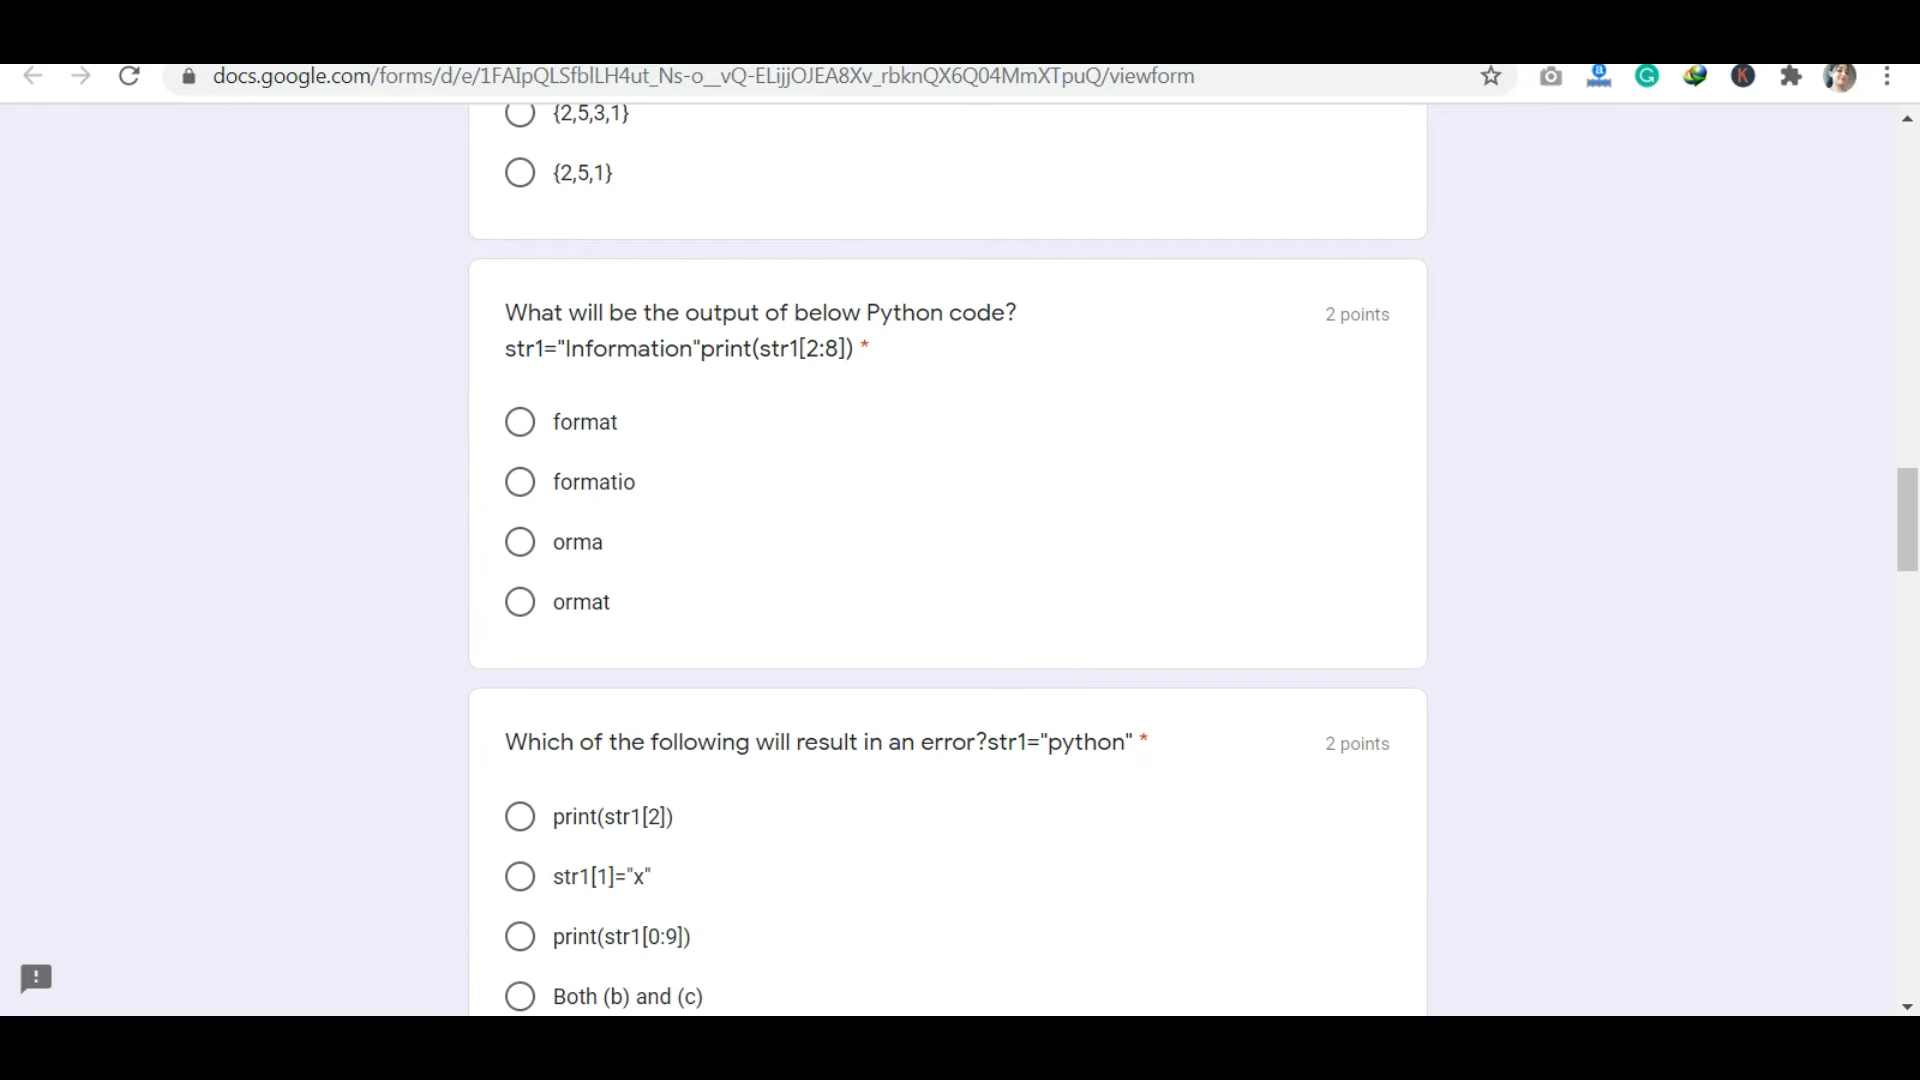 docs.google.com/forms/d/e/1FAIpQLSfblLH4ut_Ns-o__vQ-ELijjOJEA8Xv_rbknQX6Q04MmXTpuQ/viewform
{2,5,3,1}
{2,5,1}
What will be the output of below Python code?
2 points
str1="Information"print(str1[2:8]) *
format
formatio
orma
ormat
Which of the following will result in an error?str1="python" *
2 points
print(str1[2])
str1[1]="x"
print(str1[0:9])
Both (b) and (c)